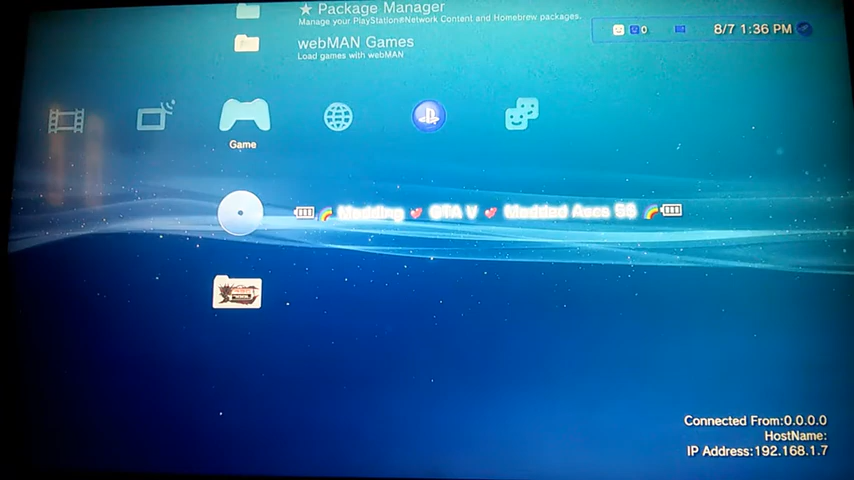 ★ Package Manager
Manage your PlayStation®Network Content and Homebrew packages.
webMAN Games
Load games with webMAN
0
8/7 1:36 PM
Game
Modding GTA V Modded Accs $$
Connected From:0.0.0.0
HostName:
IP Address:192.168.1.7